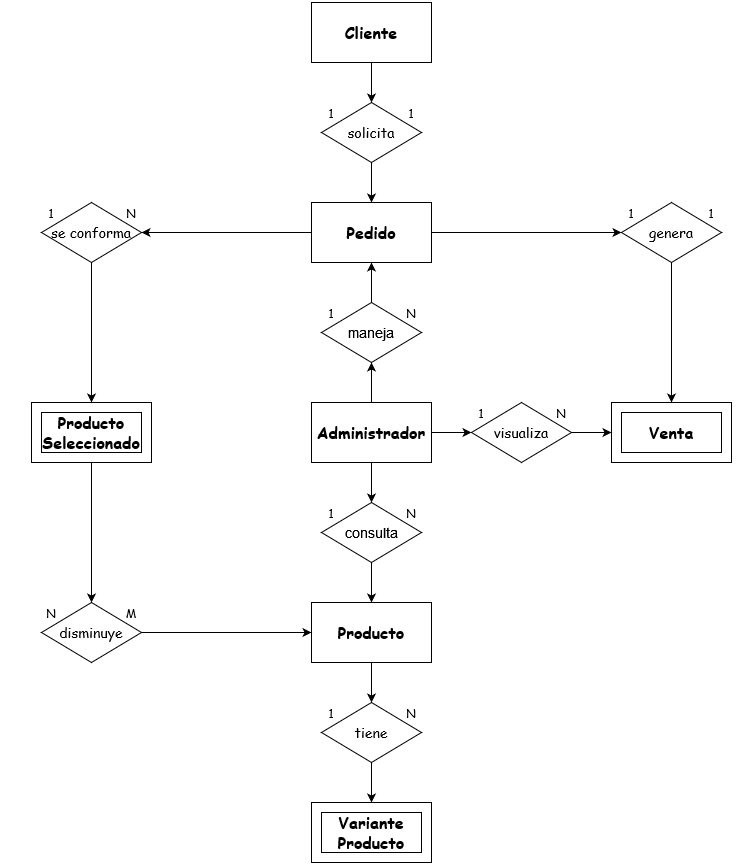 Cliente
1 1
solicita
1 N
se conforma
Pedido
1 1
genera
1 N
maneja
Producto
Seleccionado
Administrador
1 N
visualiza
Venta
1 N
consulta
N M
disminuye
Producto
1 N
tiene
Variante
Producto